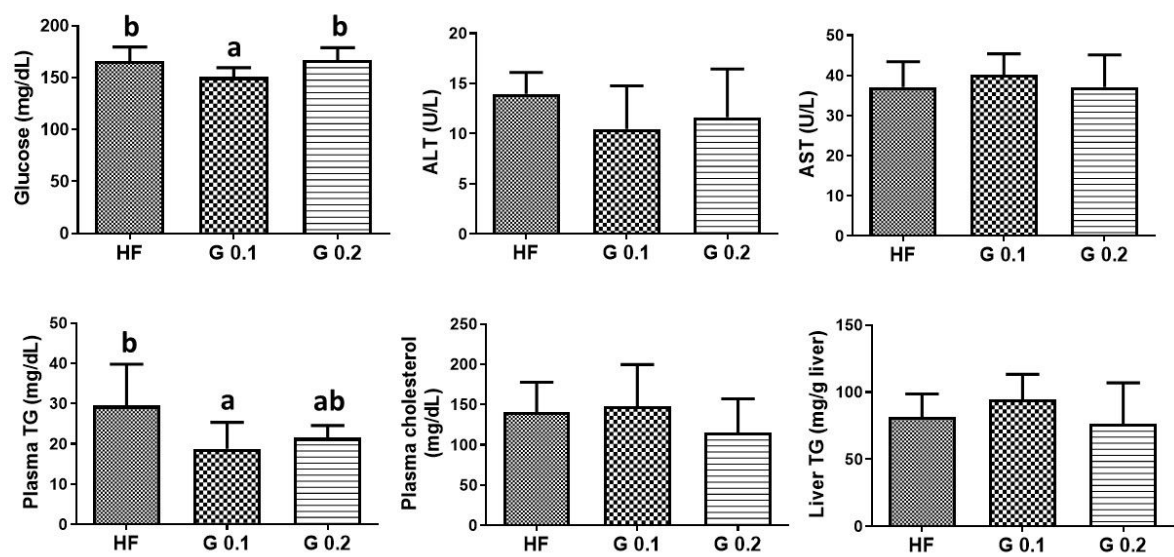 Glucose (mg/dL)
200
150
100
50
0
b
a
b
HF
G 0.1
G 0.2
ALT (U/L)
20
15
10
5
0
HF
G 0.1
G 0.2
AST (U/L)
50
40
30
20
10
0
HF
G 0.1
G 0.2
Plasma TG (mg/dL)
50
40
30
20
10
0
b
a
ab
HF
G 0.1
G 0.2
Plasma cholesterol
(mg/dL)
250
200
150
100
50
0
HF
G 0.1
G 0.2
Liver TG (mg/g liver)
150
100
50
0
HF
G 0.1
G 0.2